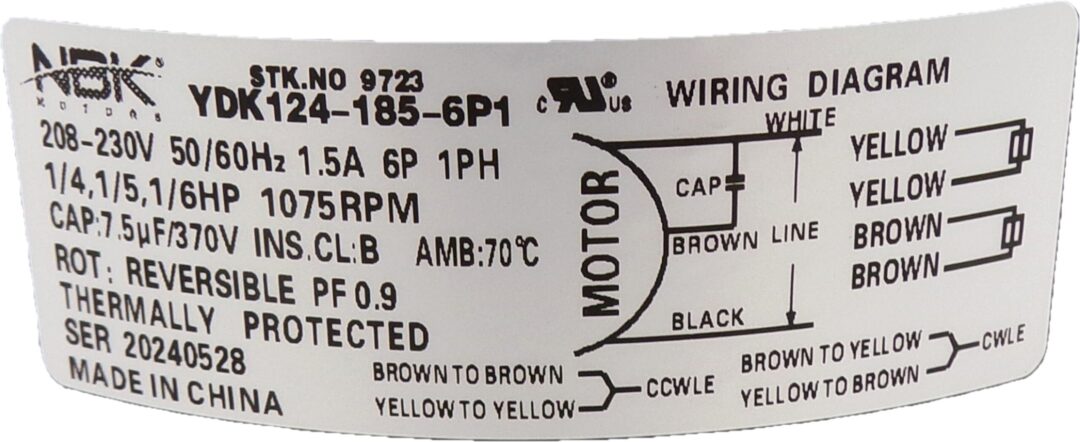 NBK
MOTORS
STK.NO 9723
YDK124-185-6P1
208-230V 50/60Hz 1.5A 6P 1PH
1/4,1/5,1/6HP 1075RPM
CAP:7.5µF/370V INS.CL:B AMB:70℃
ROT: REVERSIBLE PF 0.9
THERMALLY PROTECTED
SER 20240528
MADE IN CHINA
c RU® US
WIRING DIAGRAM
WHITE
CAP
MOTOR
BROWN LINE
BLACK
YELLOW
YELLOW
BROWN
BROWN
BROWN TO BROWN
YELLOW TO YELLOW
CCWLE
BROWN TO YELLOW
YELLOW TO BROWN
CWLE